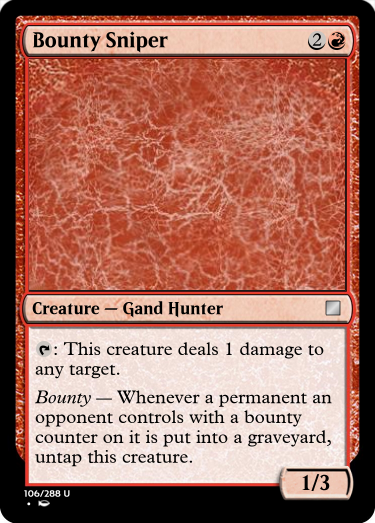 Bounty Sniper 2
Creature — Gand Hunter
: This creature deals 1 damage to
any target.
Bounty — Whenever a permanent an
opponent controls with a bounty
counter on it is put into a graveyard,
untap this creature.
1/3
106/288 U